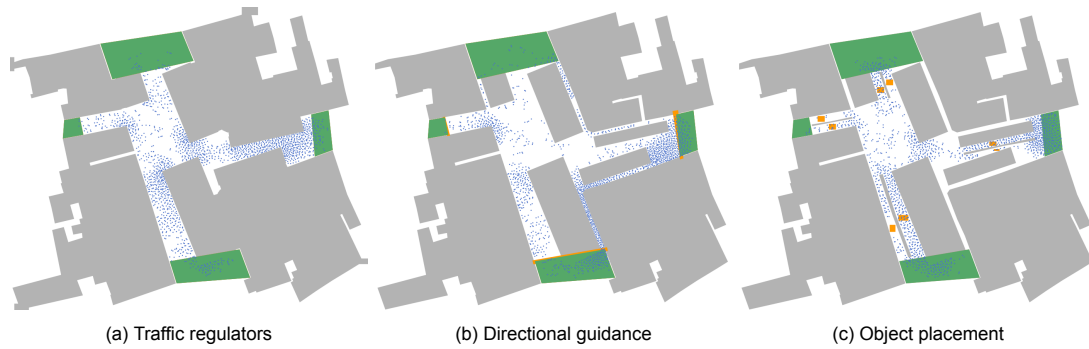 (a) Traffic regulators
(b) Directional guidance
(c) Object placement